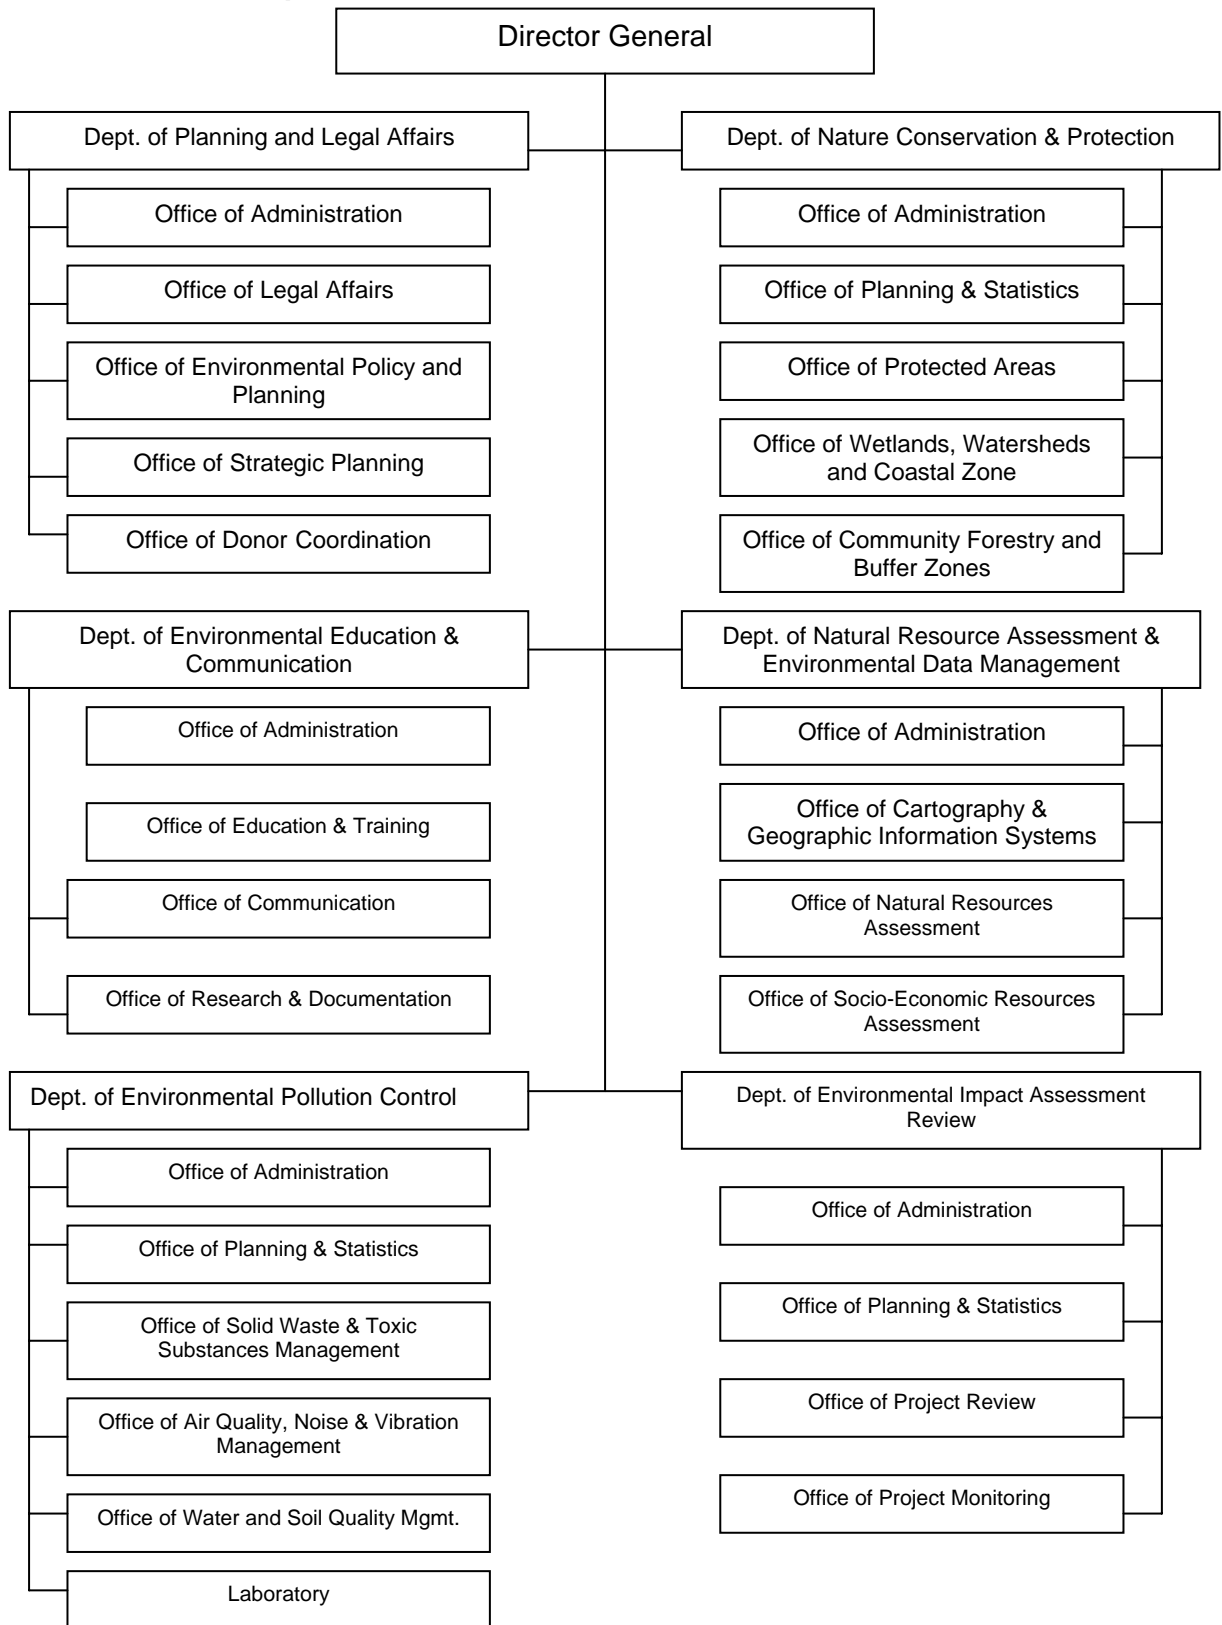 Director General
Dept. of Planning and Legal Affairs
Office of Administration
Office of Legal Affairs
Office of Environmental Policy and
Planning
Office of Strategic Planning
Office of Donor Coordination
Dept. of Nature Conservation & Protection
Office of Administration
Office of Planning & Statistics
Office of Protected Areas
Office of Wetlands, Watersheds
and Coastal Zone
Office of Community Forestry and
Buffer Zones
Dept. of Environmental Education &
Communication
Office of Administration
Office of Education & Training
Office of Communication
Office of Research & Documentation
Dept. of Natural Resource Assessment &
Environmental Data Management
Office of Administration
Office of Cartography &
Geographic Information Systems
Office of Natural Resources
Assessment
Office of Socio-Economic Resources
Assessment
Dept. of Environmental Pollution Control
Office of Administration
Office of Planning & Statistics
Office of Solid Waste & Toxic
Substances Management
Office of Air Quality, Noise & Vibration
Management
Office of Water and Soil Quality Mgmt.
Laboratory
Dept. of Environmental Impact Assessment
Review
Office of Administration
Office of Planning & Statistics
Office of Project Review
Office of Project Monitoring